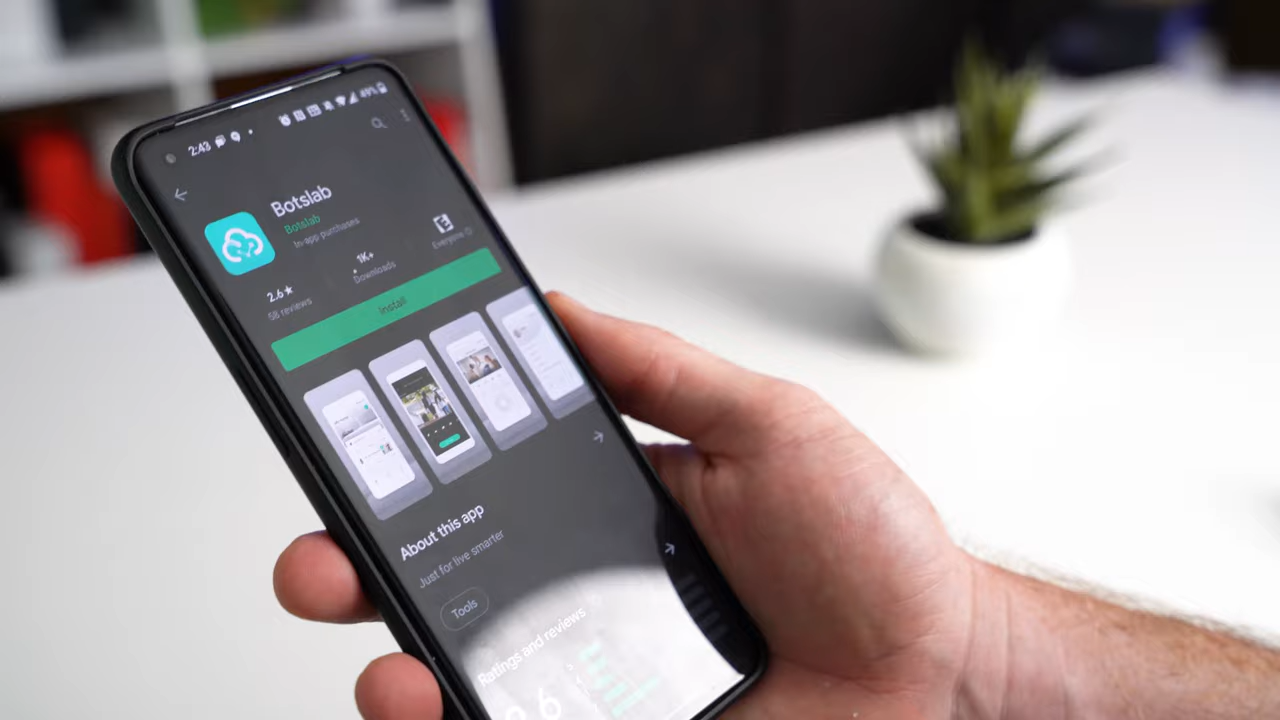 2:43
49%
Botslab
Botslab
In-app purchases
2.6★
58 reviews
1K+
Downloads
E
Everyone
Install
About this app
Just for live smarter
Tools
Ratings and reviews